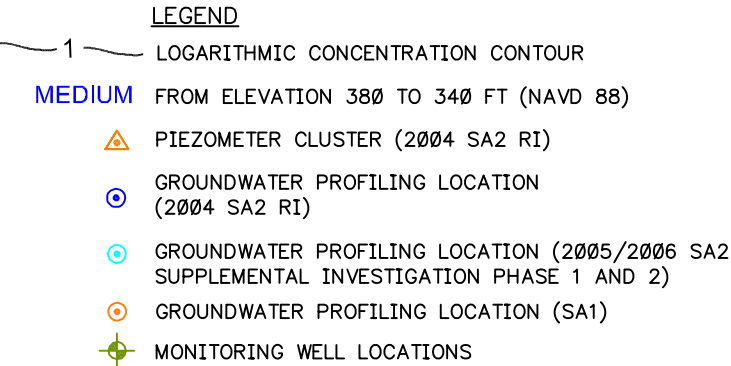 LEGEND
1 LOGARITHMIC CONCENTRATION CONTOUR
MEDIUM FROM ELEVATION 380 TO 340 FT (NAVD 88)
PIEZOMETER CLUSTER (2004 SA2 RI)
GROUNDWATER PROFILING LOCATION
(2004 SA2 RI)
GROUNDWATER PROFILING LOCATION (2005/2006 SA2
SUPPLEMENTAL INVESTIGATION PHASE 1 AND 2)
GROUNDWATER PROFILING LOCATION (SA1)
MONITORING WELL LOCATIONS